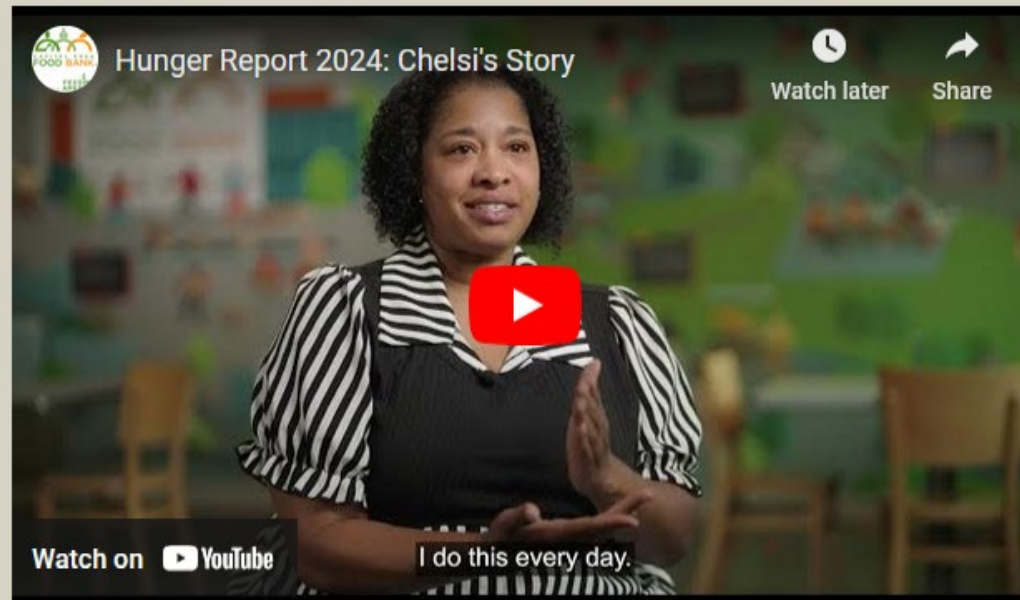 FOOD BANK
Hunger Report 2024: Chelsi's Story
Watch later
Share
Watch on YouTube
I do this every day.